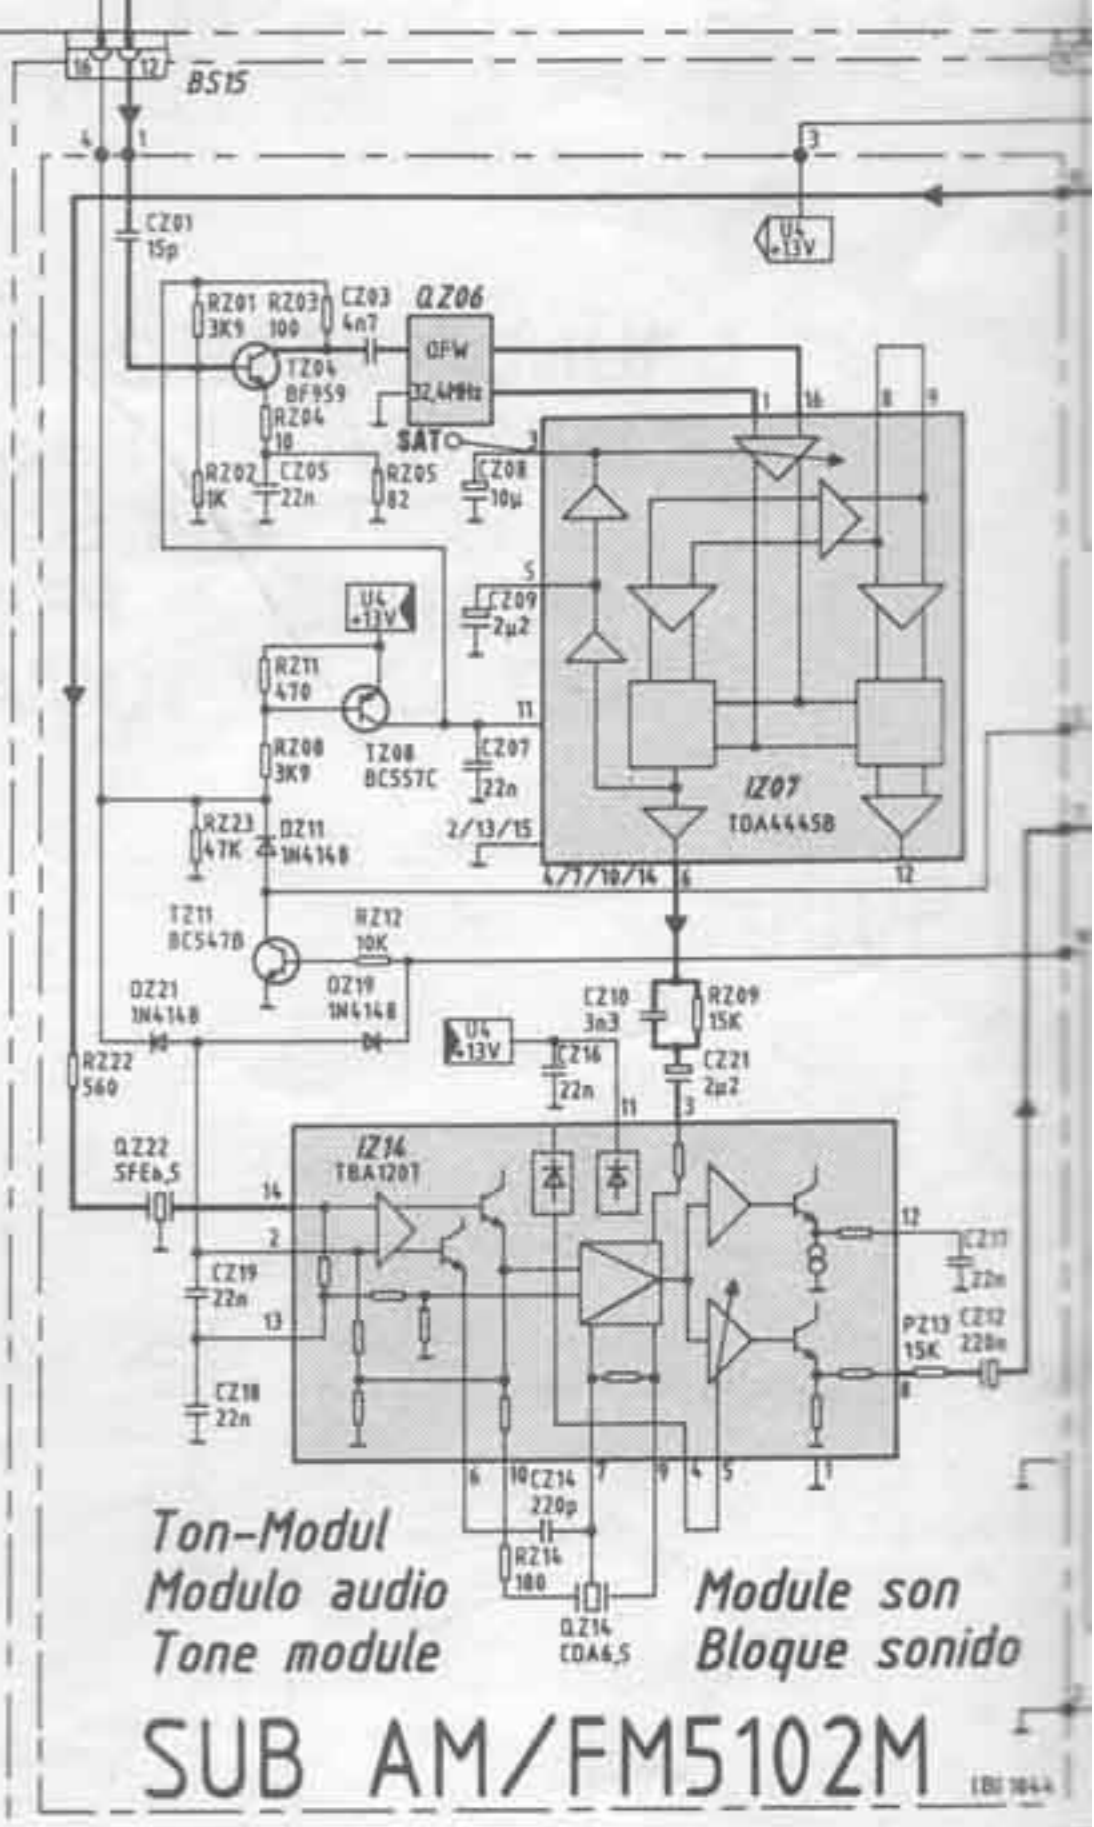 16
12
BS15
4
1
3
CZ01
15p
U4
+13V
RZ01
3K9
RZ03
100
CZ03
4n7
QZ06
OFW
32,4MHz
TZ04
BF959
RZ04
10
SAT
1
16
8
9
3
RZ02
1K
CZ05
22n
RZ05
82
CZ08
10µ
5
CZ09
2µ2
U4
+13V
RZ11
470
11
TZ08
BC557C
CZ07
22n
RZ08
3K9
IZ07
TDA4445B
RZ23
47K
DZ11
1N4148
2/13/15
4/7/10/14
6
12
TZ11
BC547B
RZ12
10K
DZ21
1N4148
DZ19
1N4148
CZ10
3n3
RZ09
15K
U4
+13V
CZ16
22n
CZ21
2µ2
RZ22
560
11
3
QZ22
SFE6,5
IZ14
TBA120T
14
2
12
CZ17
22n
CZ19
22n
13
RZ13
15K
CZ12
220n
8
CZ18
22n
6
10
CZ14
220p
7
9
4
5
1
RZ14
180
QZ14
CDA6,5
Ton-Modul
Modulo audio
Tone module
Module son
Bloque sonido
SUB AM/FM5102M